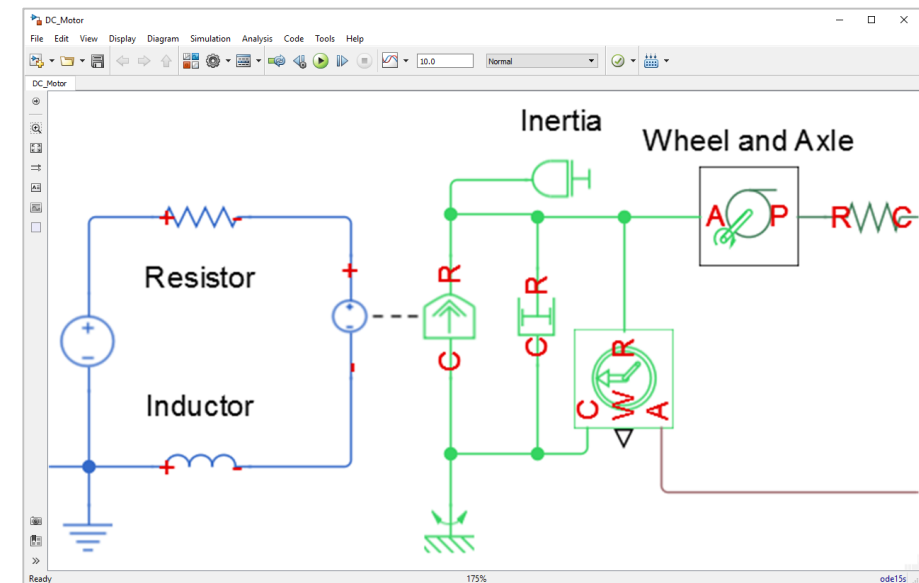 DC_Motor
File Edit View Display Diagram Simulation Analysis Code Tools Help
10.0 Normal
DC_Motor
Inertia
Wheel and Axle
A P R C
+ -
Resistor
+ R R
+
-
-
C C
R
C W A
Inductor
+ -
Ready 175% ode15s